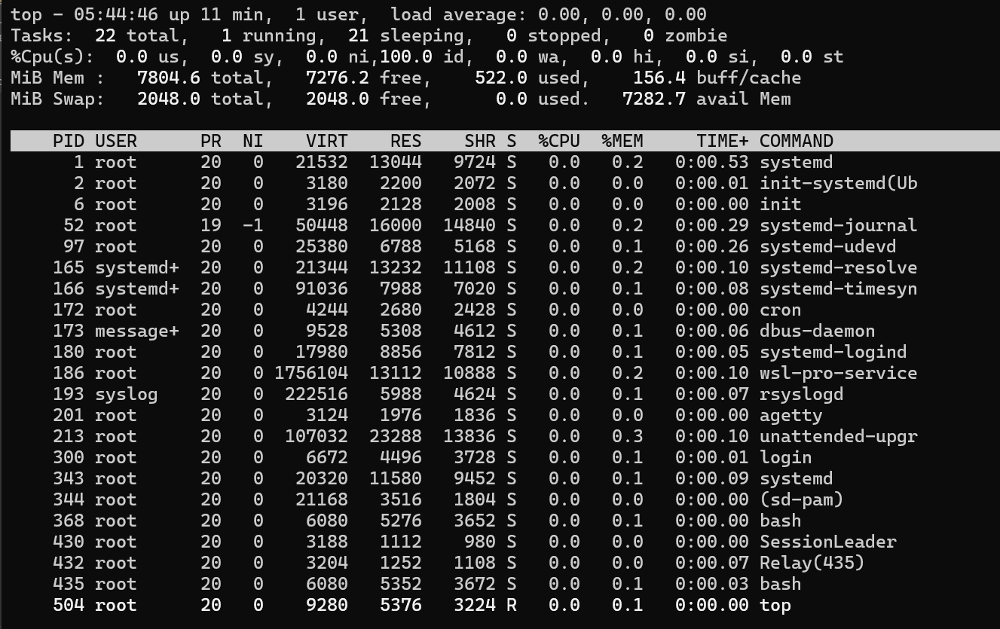 top - 05:44:46 up 11 min,  1 user,  load average: 0.00, 0.00, 0.00
Tasks:  22 total,   1 running,  21 sleeping,   0 stopped,   0 zombie
%Cpu(s):  0.0 us,  0.0 sy,  0.0 ni,100.0 id,  0.0 wa,  0.0 hi,  0.0 si,  0.0 st
MiB Mem :   7804.6 total,   7276.2 free,    522.0 used,    156.4 buff/cache
MiB Swap:   2048.0 total,   2048.0 free,      0.0 used.   7282.7 avail Mem

    PID USER      PR  NI    VIRT    RES    SHR S  %CPU  %MEM     TIME+ COMMAND
      1 root      20   0   21532  13044   9724 S   0.0   0.2   0:00.53 systemd
      2 root      20   0    3180   2200   2072 S   0.0   0.0   0:00.01 init-systemd(Ub
      6 root      20   0    3196   2128   2008 S   0.0   0.0   0:00.00 init
     52 root      19  -1   50448  16000  14840 S   0.0   0.2   0:00.29 systemd-journal
     97 root      20   0   25380   6788   5168 S   0.0   0.1   0:00.26 systemd-udevd
    165 systemd+  20   0   21344  13232  11108 S   0.0   0.2   0:00.10 systemd-resolve
    166 systemd+  20   0   91036   7988   7020 S   0.0   0.1   0:00.08 systemd-timesyn
    172 root      20   0    4244   2680   2428 S   0.0   0.0   0:00.00 cron
    173 message+  20   0    9528   5308   4612 S   0.0   0.1   0:00.06 dbus-daemon
    180 root      20   0   17980   8856   7812 S   0.0   0.1   0:00.05 systemd-logind
    186 root      20   0 1756104  13112  10888 S   0.0   0.2   0:00.10 wsl-pro-service
    193 syslog    20   0  222516   5988   4624 S   0.0   0.1   0:00.07 rsyslogd
    201 root      20   0    3124   1976   1836 S   0.0   0.0   0:00.00 agetty
    213 root      20   0  107032  23288  13836 S   0.0   0.3   0:00.10 unattended-upgr
    300 root      20   0    6672   4496   3728 S   0.0   0.1   0:00.01 login
    343 root      20   0   20320  11580   9452 S   0.0   0.1   0:00.09 systemd
    344 root      20   0   21168   3516   1804 S   0.0   0.0   0:00.00 (sd-pam)
    368 root      20   0    6080   5276   3652 S   0.0   0.1   0:00.00 bash
    430 root      20   0    3188   1112    980 S   0.0   0.0   0:00.00 SessionLeader
    432 root      20   0    3204   1252   1108 S   0.0   0.0   0:00.07 Relay(435)
    435 root      20   0    6080   5352   3672 S   0.0   0.1   0:00.03 bash
    504 root      20   0    9280   5376   3224 R   0.0   0.1   0:00.00 top